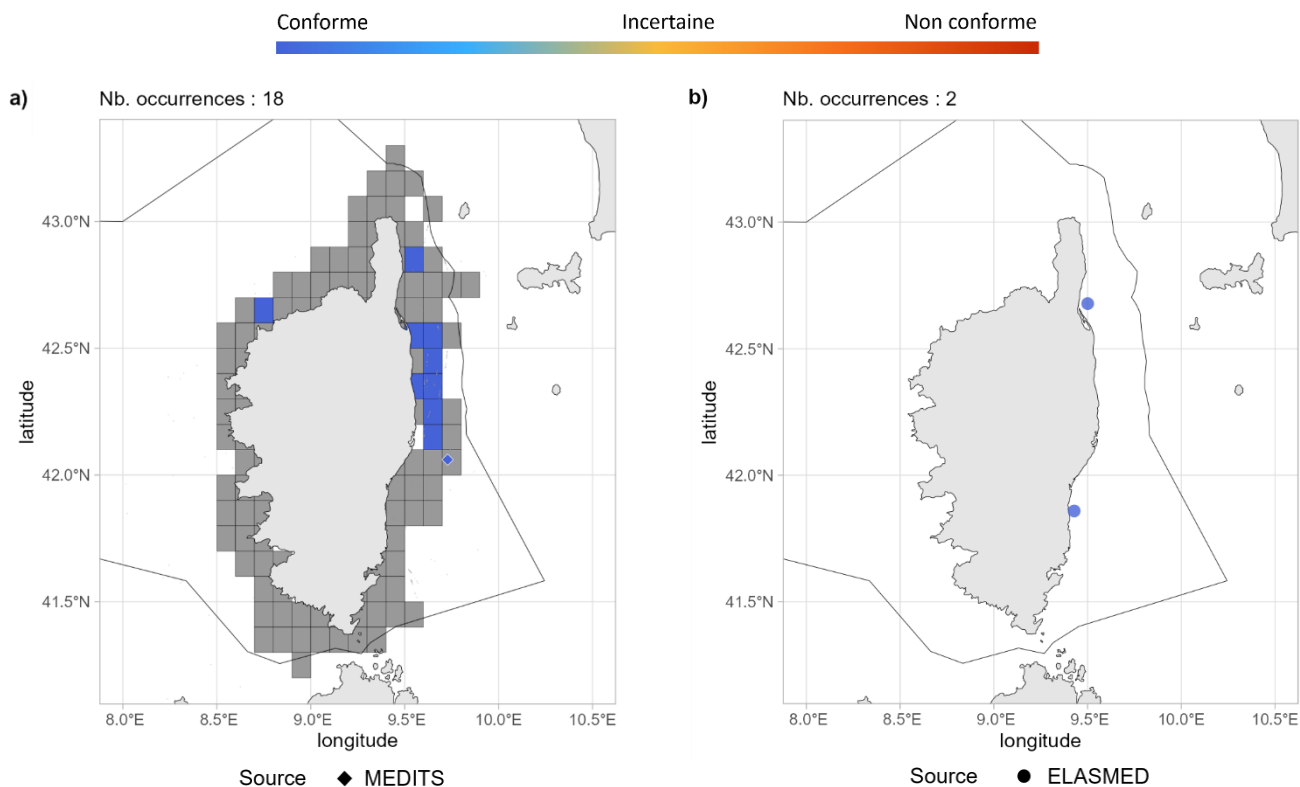 Conforme Incertaine Non conforme
a) Nb. occurrences : 18
b) Nb. occurrences : 2
43.0°N
42.5°N
42.0°N
41.5°N
latitude
8.0°E 8.5°E 9.0°E 9.5°E 10.0°E 10.5°E
longitude
Source MEDITS
43.0°N
42.5°N
42.0°N
41.5°N
latitude
8.0°E 8.5°E 9.0°E 9.5°E 10.0°E 10.5°E
longitude
Source ELASMED